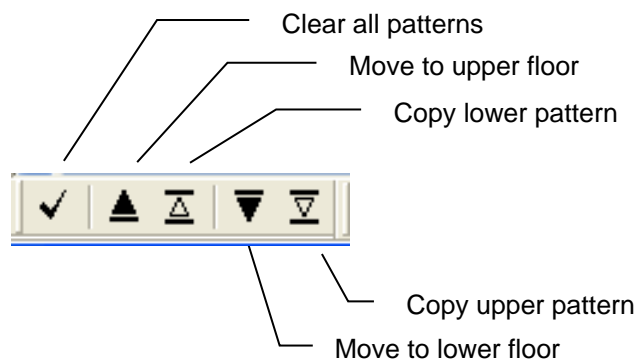 Clear all patterns
Move to upper floor
Copy lower pattern
Copy upper pattern
Move to lower floor